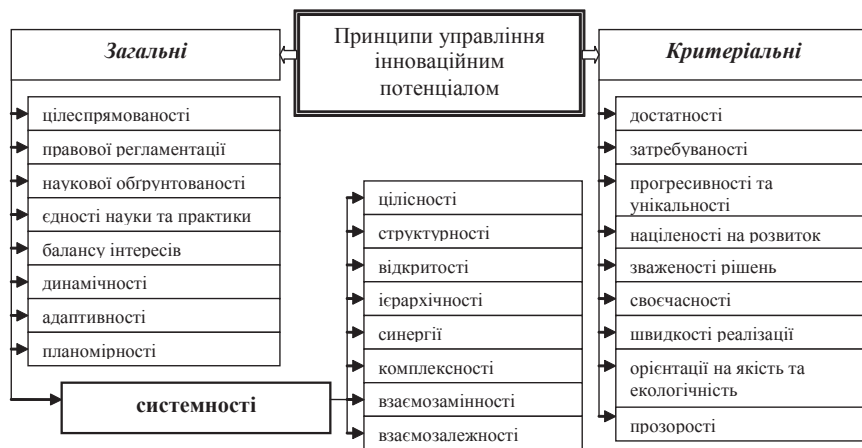 Принципи управління
інноваційним
потенціалом
Загальні
цілеспрямованості
правової регламентації
наукової обґрунтованості
єдності науки та практики
балансу інтересів
динамічності
адаптивності
планомірності
системності
цілісності
структурності
відкритості
ієрархічності
синергії
комплексності
взаємозамінності
взаємозалежності
Критеріальні
достатності
затребуваності
прогресивності та
унікальності
націленості на розвиток
зваженості рішень
своєчасності
швидкості реалізації
орієнтації на якість та
екологічність
прозорості